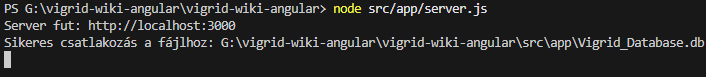 PS G:\vigrid-wiki-angular\vigrid-wiki-angular> node src/app/server.js
Server fut: http://localhost:3000
Sikeres csatlakozás a fájlhoz: G:\vigrid-wiki-angular\vigrid-wiki-angular\src\app\Vigrid_Database.db